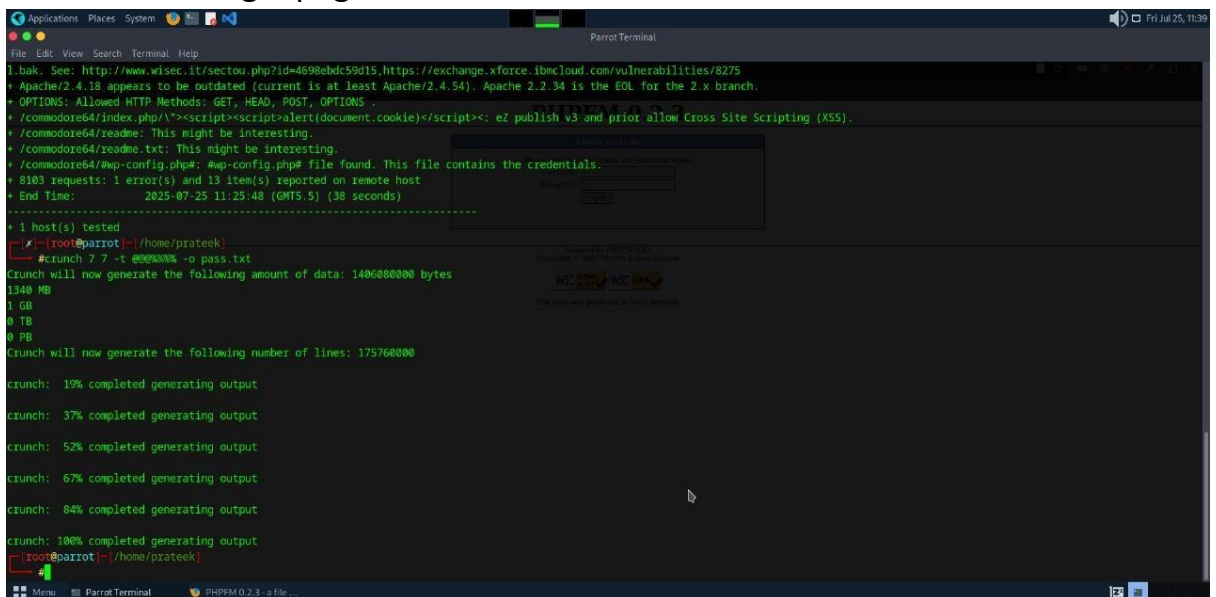 Applications Places System Fri Jul 25, 11:39
Parrot Terminal
File Edit View Search Terminal Help
l.bak. See: http://www.wisec.it/sectou.php?id=4698ebdc59d15,https://exchange.xforce.ibmcloud.com/vulnerabilities/8275
+ Apache/2.4.18 appears to be outdated (current is at least Apache/2.4.54). Apache 2.2.34 is the EOL for the 2.x branch.
+ OPTIONS: Allowed HTTP Methods: GET, HEAD, POST, OPTIONS .
PHPFM 0.2.3
+ /commodore64/index.php/\"><script><script>alert(document.cookie)</script><: eZ publish v3 and prior allow Cross Site Scripting (XSS).
+ /commodore64/readme: This might be interesting.
+ /commodore64/readme.txt: This might be interesting.
+ /commodore64/#wp-config.php#: #wp-config.php# file found. This file contains the credentials.
+ 8103 requests: 1 error(s) and 13 item(s) reported on remote host
+ End Time: 2025-07-25 11:25:48 (GMT5.5) (38 seconds)
---------------------------------------------------------------------------
+ 1 host(s) tested
[✗]-[root@parrot]-[/home/prateek]
#crunch 7 7 -t @@@%%%% -o pass.txt
Crunch will now generate the following amount of data: 1406080000 bytes
1340 MB
1 GB
0 TB
0 PB
Crunch will now generate the following number of lines: 175760000
crunch: 19% completed generating output
crunch: 37% completed generating output
crunch: 52% completed generating output
crunch: 67% completed generating output
crunch: 84% completed generating output
crunch: 100% completed generating output
[root@parrot]-[/home/prateek]
#
Menu Parrot Terminal PHPFM 0.2.3 - a file ...